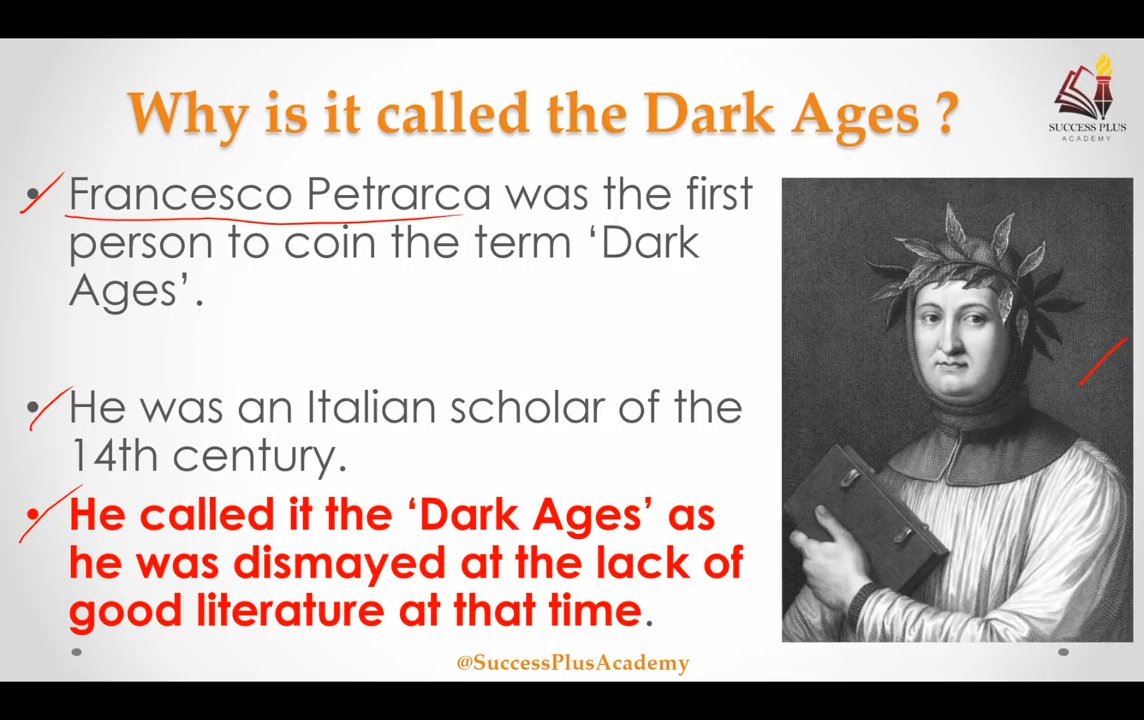 Why is it called the Dark Ages ?
SUCCESS PLUS
ACADEMY
• Francesco Petrarca was the first
person to coin the term ‘Dark
Ages’.
• He was an Italian scholar of the
14th century.
• He called it the ‘Dark Ages’ as
he was dismayed at the lack of
good literature at that time.
@SuccessPlusAcademy